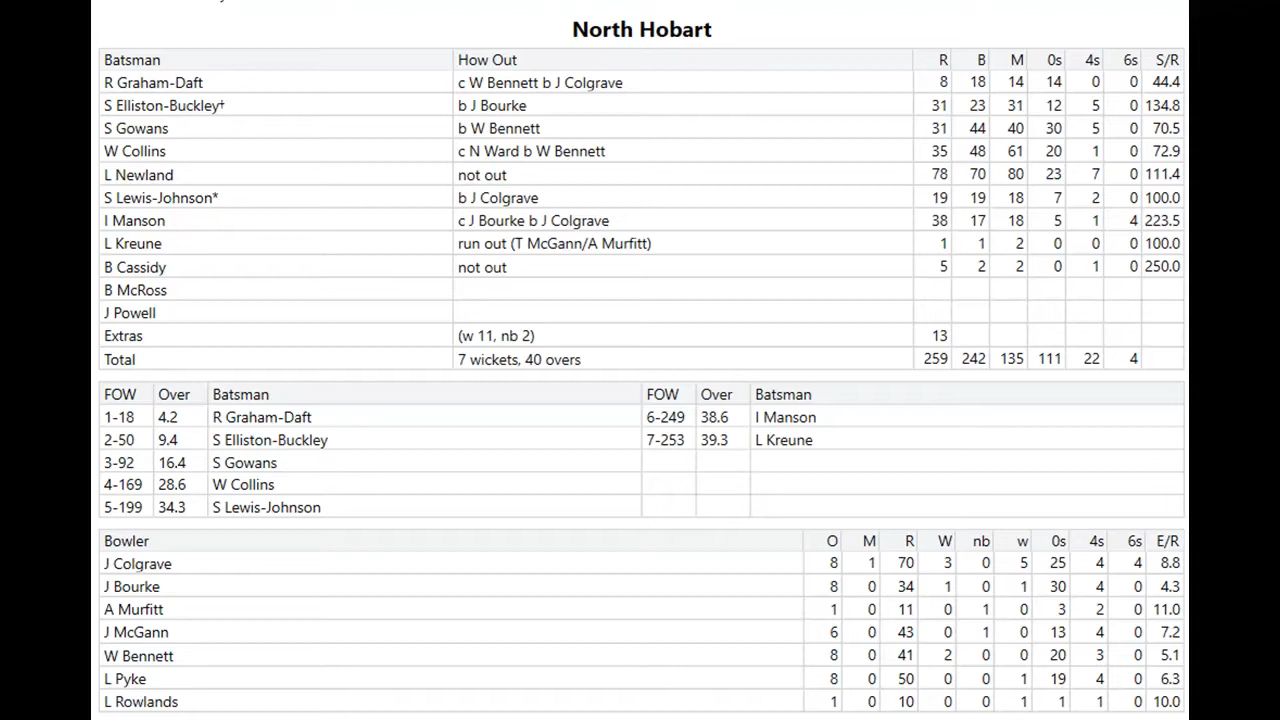 North Hobart
Batsman How Out R B M 0s 4s 6s S/R
R Graham-Daft c W Bennett b J Colgrave 8 18 14 14 0 0 44.4
S Elliston-Buckley† b J Bourke 31 23 31 12 5 0 134.8
S Gowans b W Bennett 31 44 40 30 5 0 70.5
W Collins c N Ward b W Bennett 35 48 61 20 1 0 72.9
L Newland not out 78 70 80 23 7 0 111.4
S Lewis-Johnson* b J Colgrave 19 19 18 7 2 0 100.0
I Manson c J Bourke b J Colgrave 38 17 18 5 1 4 223.5
L Kreune run out (T McGann/A Murfitt) 1 1 2 0 0 0 100.0
B Cassidy not out 5 2 2 0 1 0 250.0
B McRoss
J Powell
Extras (w 11, nb 2) 13
Total 7 wickets, 40 overs 259 242 135 111 22 4
FOW Over Batsman FOW Over Batsman
1-18 4.2 R Graham-Daft 6-249 38.6 I Manson
2-50 9.4 S Elliston-Buckley 7-253 39.3 L Kreune
3-92 16.4 S Gowans
4-169 28.6 W Collins
5-199 34.3 S Lewis-Johnson
Bowler O M R W nb w 0s 4s 6s E/R
J Colgrave 8 1 70 3 0 5 25 4 4 8.8
J Bourke 8 0 34 1 0 1 30 4 0 4.3
A Murfitt 1 0 11 0 1 0 3 2 0 11.0
J McGann 6 0 43 0 1 0 13 4 0 7.2
W Bennett 8 0 41 2 0 0 20 3 0 5.1
L Pyke 8 0 50 0 0 1 19 4 0 6.3
L Rowlands 1 0 10 0 0 1 1 1 0 10.0